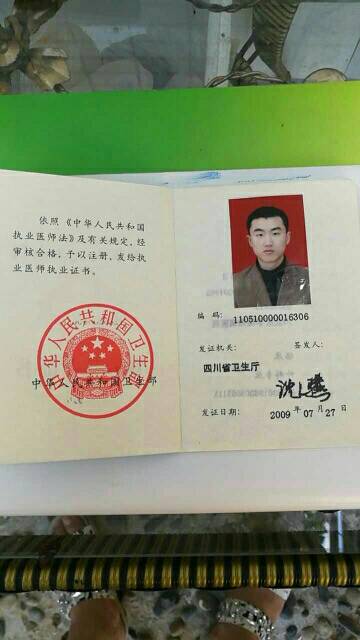 依照《中华人民共和国
执业医师法》及有关规定，经
审核合格，予以注册，发给执
业医师执业证书。
中华人民共和国卫生部
中华人民共和国卫生部
编码：110510000016306
发证机关：
签发人：
四川省卫生厅
沈骥
发证日期：2009 年 07 月 27 日